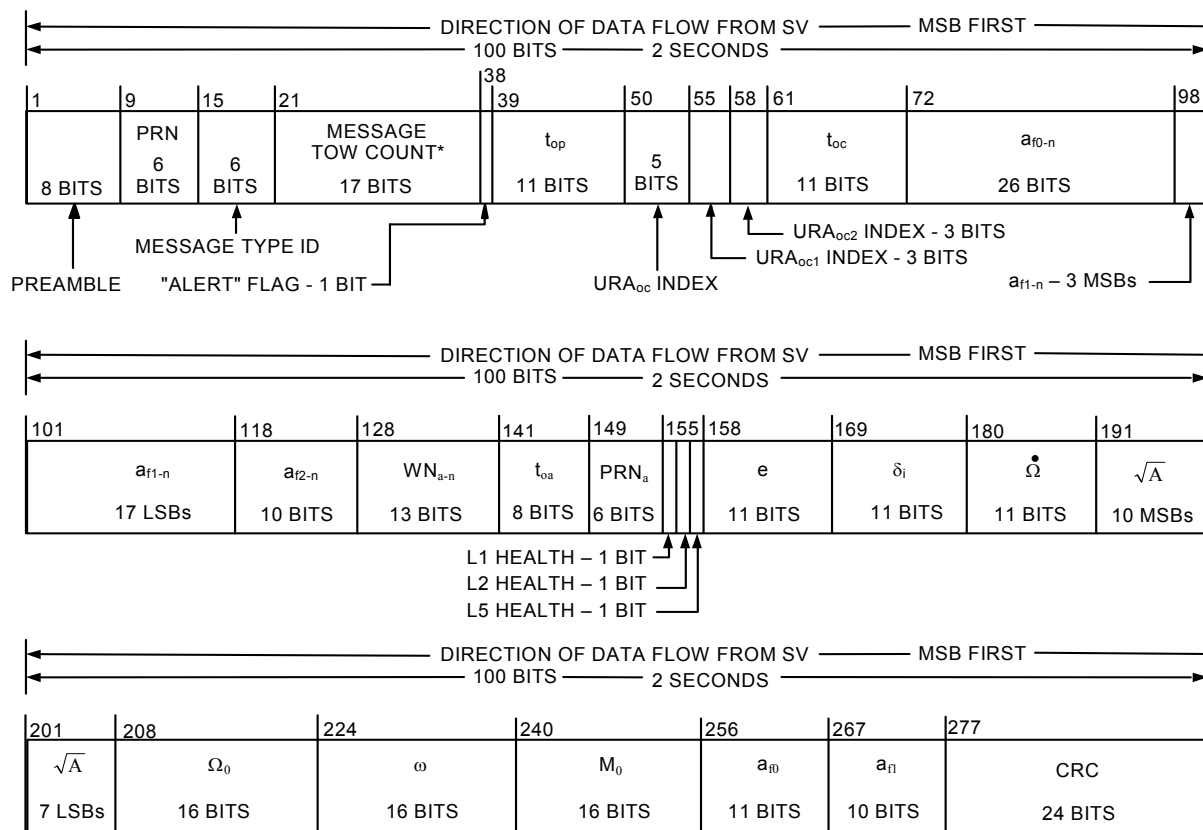 DIRECTION OF DATA FLOW FROM SV MSB FIRST
100 BITS 2 SECONDS
1 9 15 21 38 39 50 55 58 61 72 98
PRN MESSAGE TOW COUNT* t_op t_oc a_f0-n
8 BITS 6 BITS 6 BITS 17 BITS 11 BITS 5 BITS 11 BITS 26 BITS
URA_oc2 INDEX - 3 BITS
MESSAGE TYPE ID
URA_oc1 INDEX - 3 BITS
PREAMBLE "ALERT" FLAG - 1 BIT URA_oc INDEX a_f1-n – 3 MSBs
DIRECTION OF DATA FLOW FROM SV MSB FIRST
100 BITS 2 SECONDS
101 118 128 141 149 155 158 169 180 191
a_f1-n a_f2-n WN_a-n t_oa PRN_a e δ_i Ω̇ √A
17 LSBs 10 BITS 13 BITS 8 BITS 6 BITS 11 BITS 11 BITS 11 BITS 10 MSBs
L1 HEALTH – 1 BIT
L2 HEALTH – 1 BIT
L5 HEALTH – 1 BIT
DIRECTION OF DATA FLOW FROM SV MSB FIRST
100 BITS 2 SECONDS
201 208 224 240 256 267 277
√A Ω_0 ω M_0 a_f0 a_f1 CRC
7 LSBs 16 BITS 16 BITS 16 BITS 11 BITS 10 BITS 24 BITS